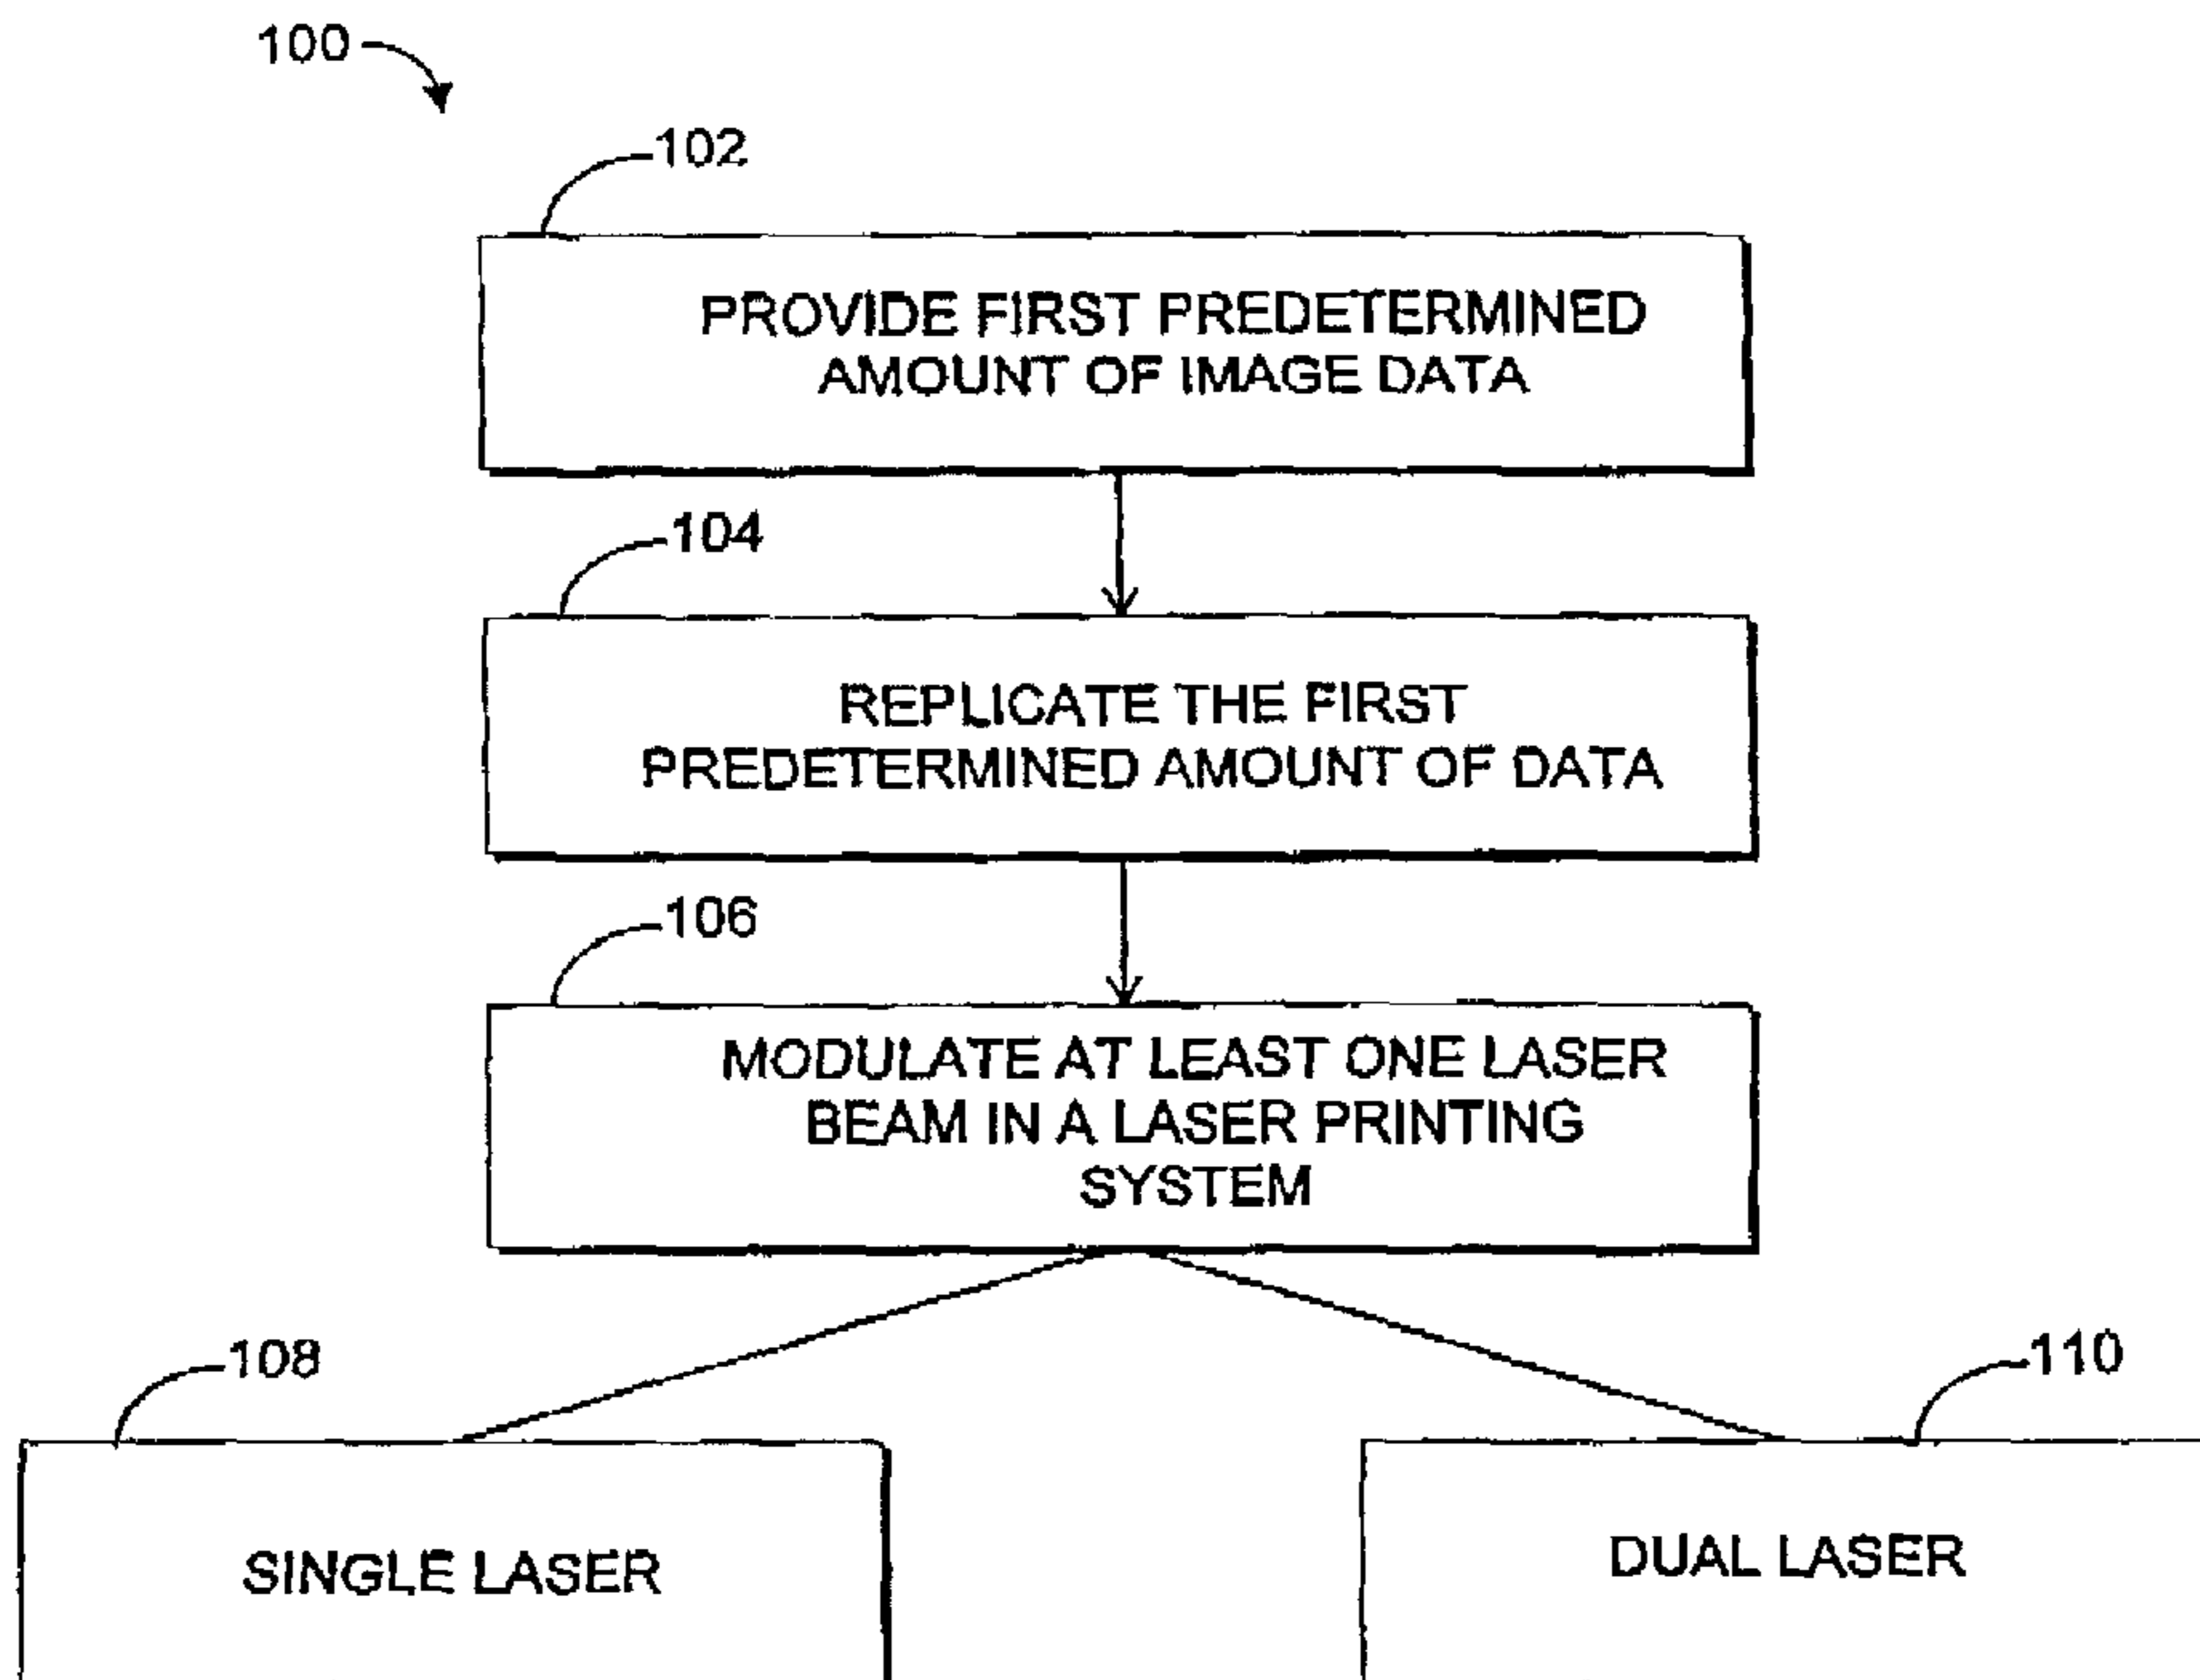 100
102
PROVIDE FIRST PREDETERMINED
AMOUNT OF IMAGE DATA
104
REPLICATE THE FIRST
PREDETERMINED AMOUNT OF DATA
106
MODULATE AT LEAST ONE LASER
BEAM IN A LASER PRINTING
SYSTEM
108
SINGLE LASER
110
DUAL LASER